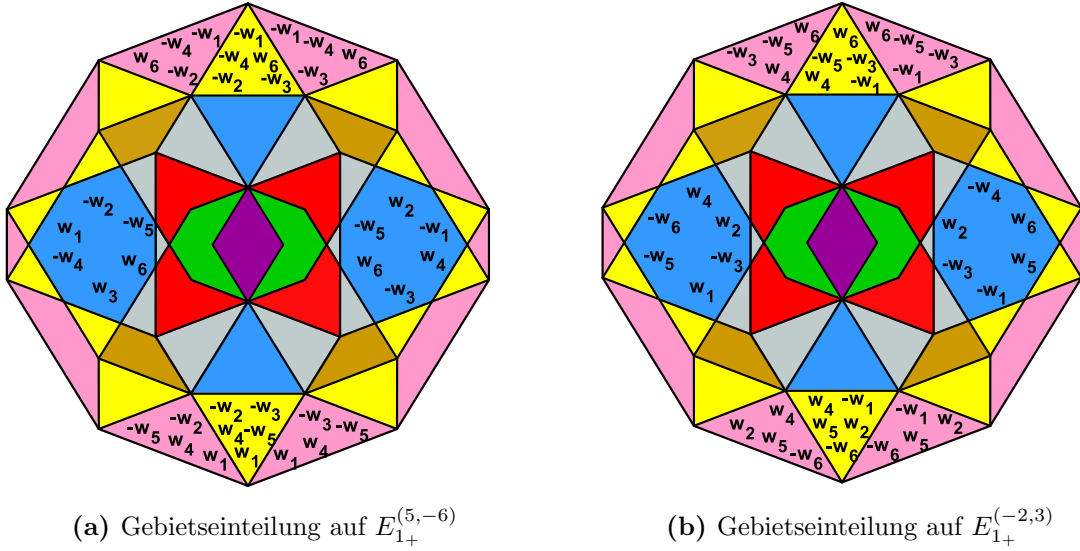 -w₁ -w₁ -w₁
-w₄ -w₄
w₆ -w₄ w₆ w₆
-w₂ -w₂ -w₃ -w₃
-w₂ w₂
w₁ -w₅ -w₅ -w₁
-w₄ w₆ w₆ w₄
w₃ -w₃
-w₂ -w₂ -w₃ -w₃
-w₅ w₄ w₄ -w₅ w₄ -w₅
w₁ w₁ w₁
w₆ w₆ w₆
-w₃ -w₅ -w₅ -w₃ -w₅ -w₃
w₄ w₄ -w₁ -w₁
w₄ -w₄
-w₆ w₂ w₂ w₆
-w₅ -w₃ -w₃ w₅
w₁ -w₁
w₄ w₄ -w₁ -w₁
w₂ w₅ w₅ w₂ w₅ w₂
-w₆ -w₆ -w₆
(a) Gebietseinteilung auf E₁₊^(5,−6)
(b) Gebietseinteilung auf E₁₊^(−2,3)